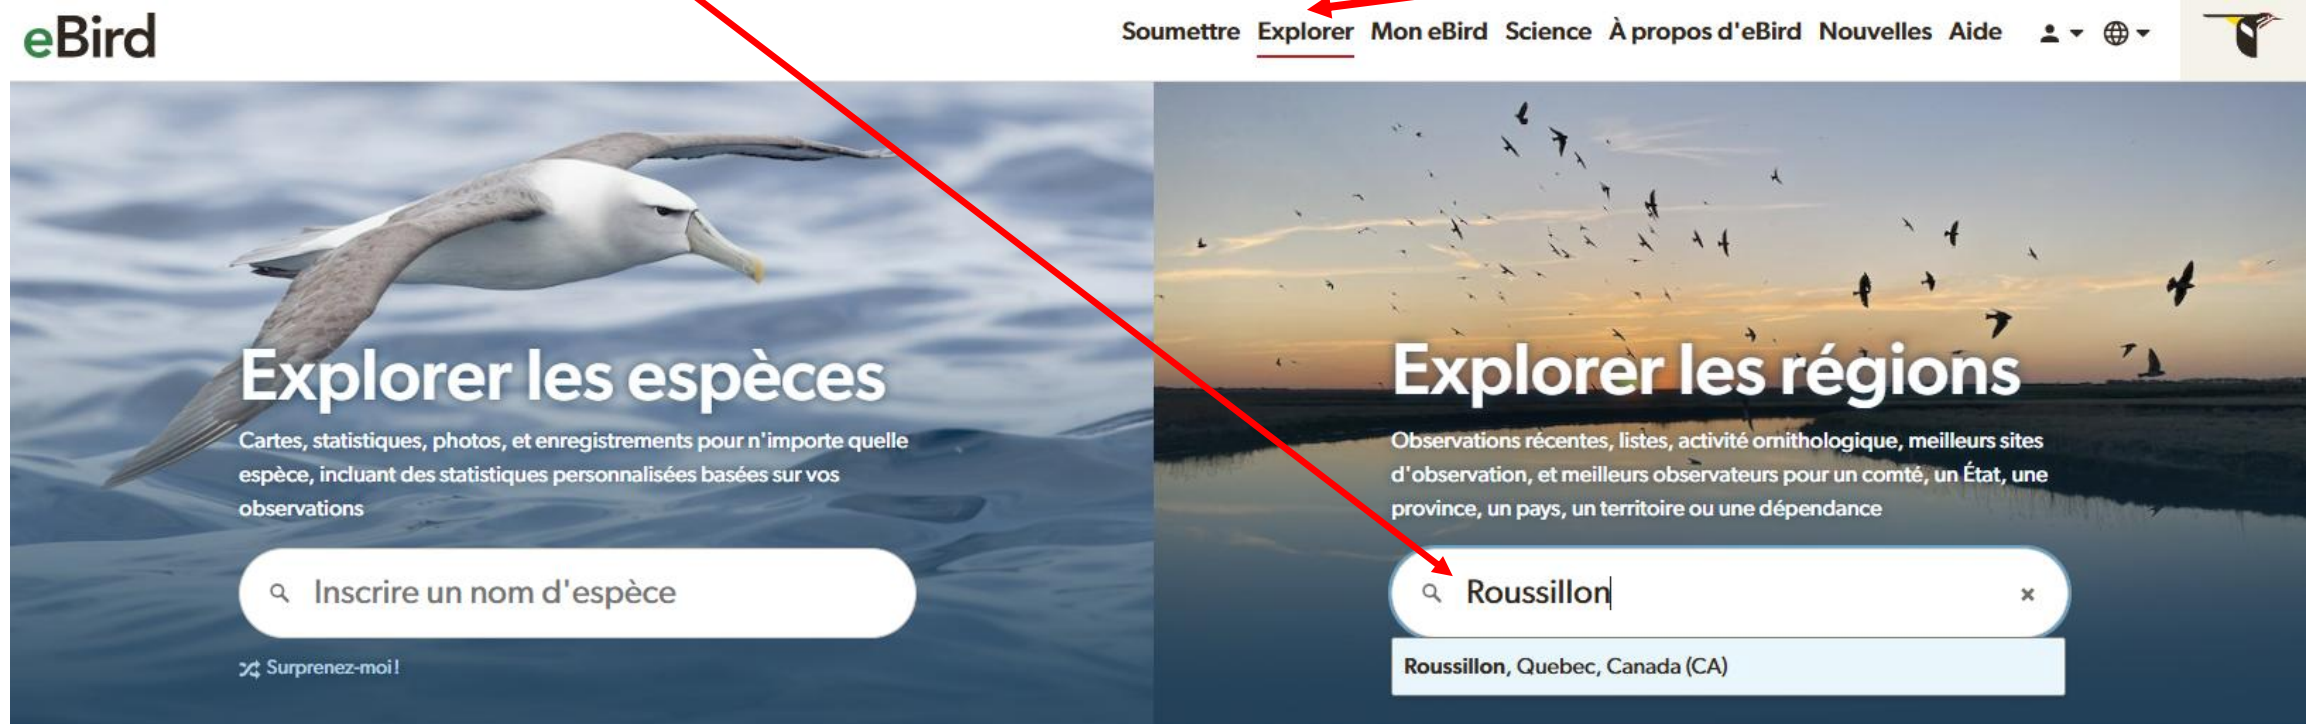 eBird
Soumettre Explorer Mon eBird Science À propos d'eBird Nouvelles Aide
Explorer les espèces
Cartes, statistiques, photos, et enregistrements pour n'importe quelle
espèce, incluant des statistiques personnalisées basées sur vos
observations
Inscrire un nom d'espèce
Surprenez-moi!
Explorer les régions
Observations récentes, listes, activité ornithologique, meilleurs sites
d'observation, et meilleurs observateurs pour un comté, un État, une
province, un pays, un territoire ou une dépendance
Roussillon
Roussillon, Quebec, Canada (CA)